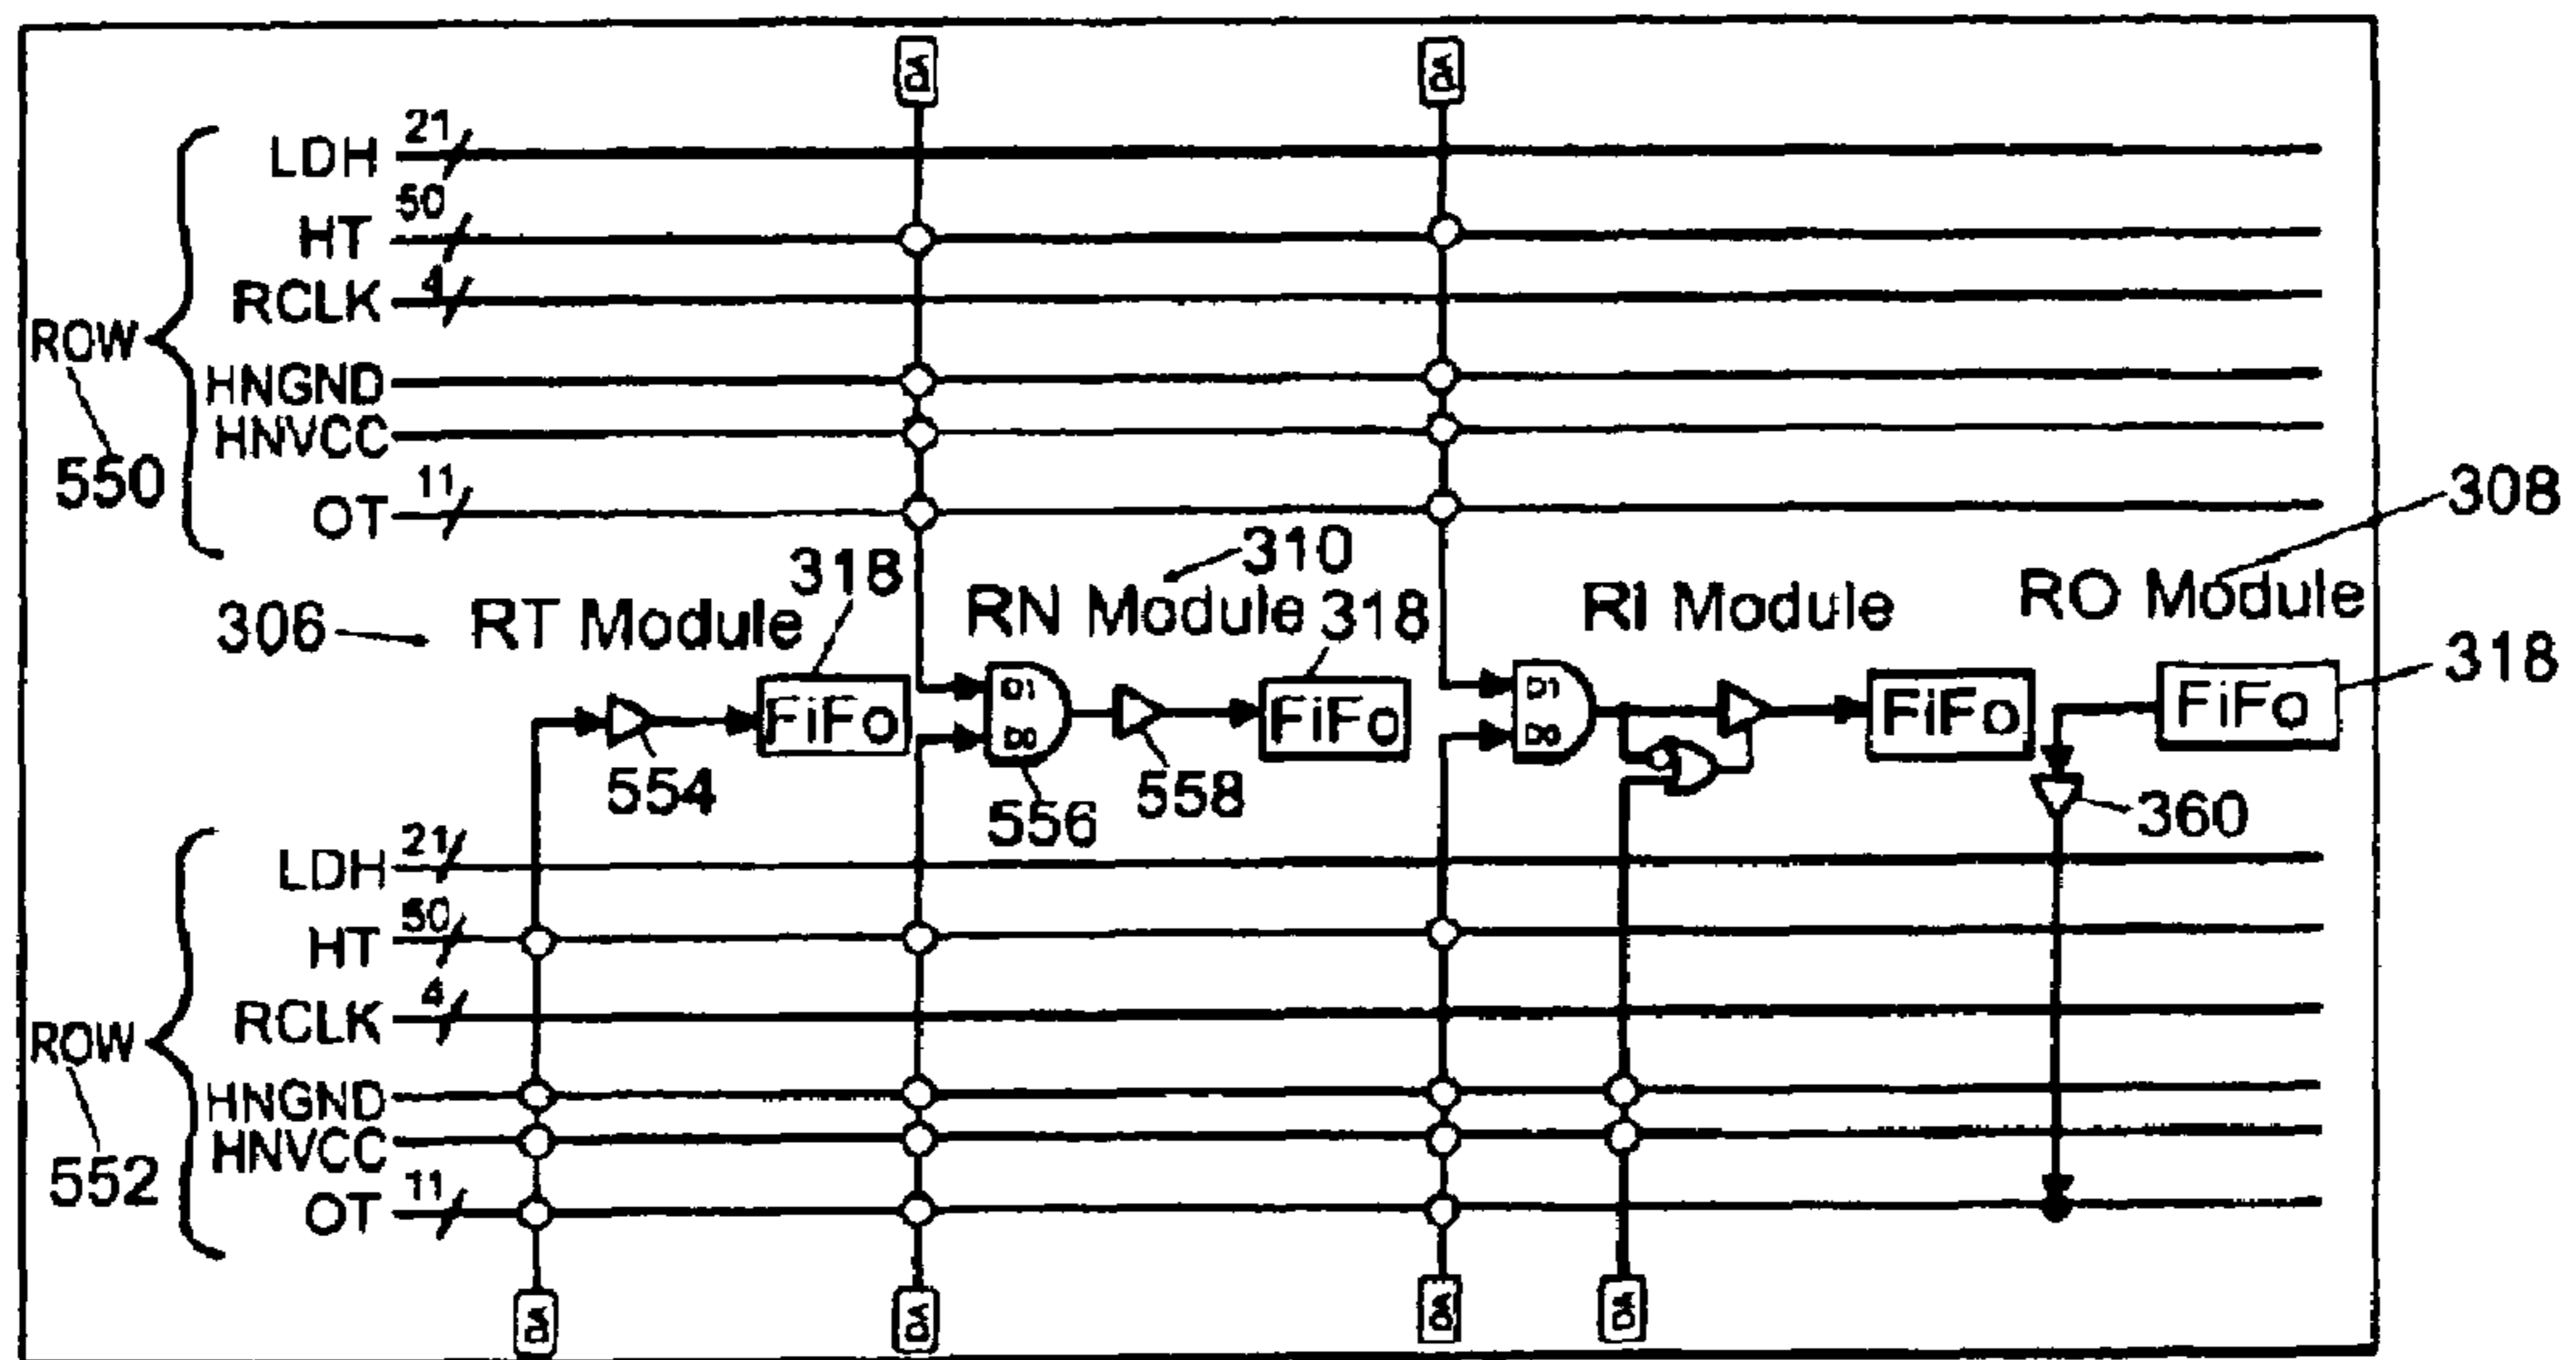 DA DA
LDH 21
HT 50
RCLK 4
ROW
HNGND
HNVCC
550
OT 11
308
310
318
306 RT Module RN Module 318 RI Module RO Module
318
D1 D1
FiFo FiFo FiFo FiFo
D0 D0
554 556 558 360
LDH 21
HT 50
RCLK 4
ROW
HNGND
HNVCC
552
OT 11
DA DA DA DA